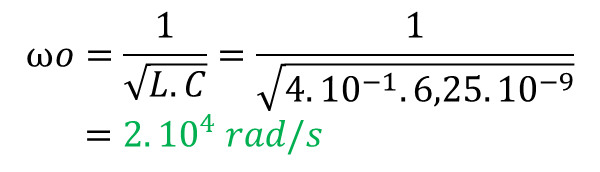 ωo = 1/√L.C = 1/√4.10⁻¹.6,25.10⁻⁹
= 2.10⁴ rad/s